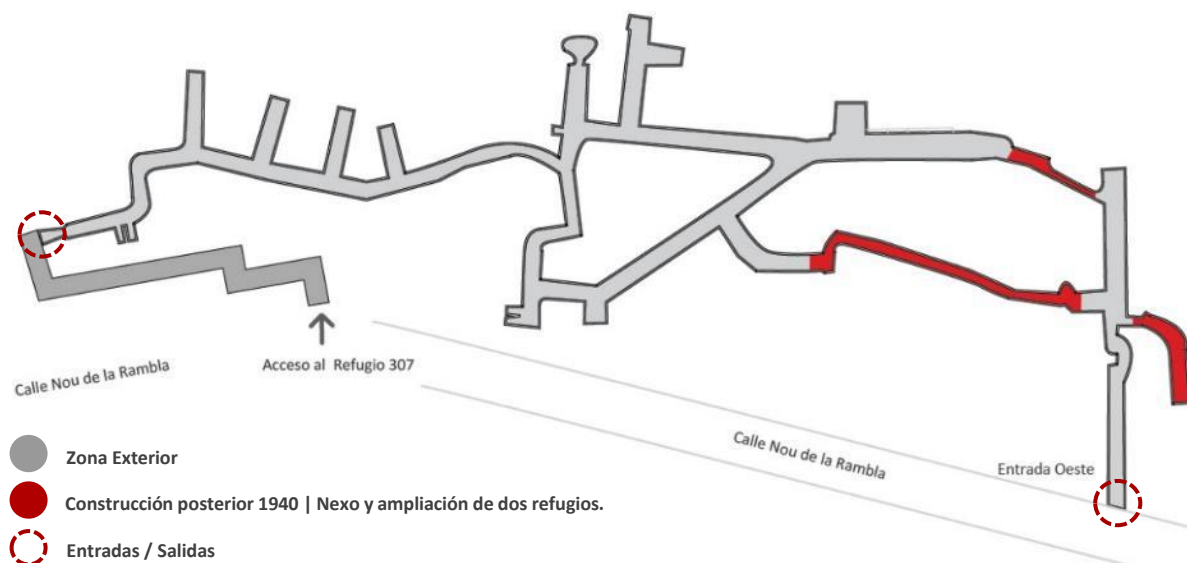 Acceso al Refugio 307
Calle Nou de la Rambla
Calle Nou de la Rambla
Entrada Oeste
Zona Exterior
Construcción posterior 1940 | Nexo y ampliación de dos refugios.
Entradas / Salidas